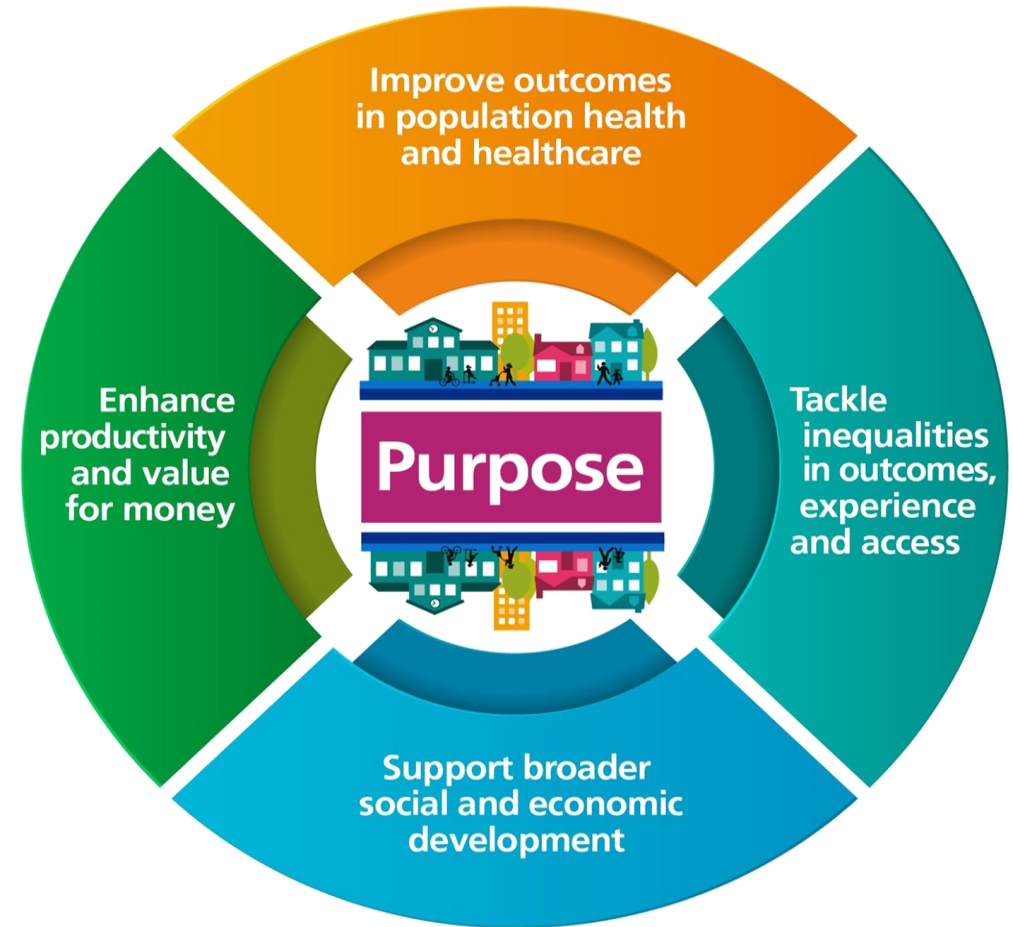 Improve outcomes
in population health
and healthcare
Enhance
productivity
and value
for money
Purpose
Tackle
inequalities
in outcomes,
experience
and access
Support broader
social and economic
development